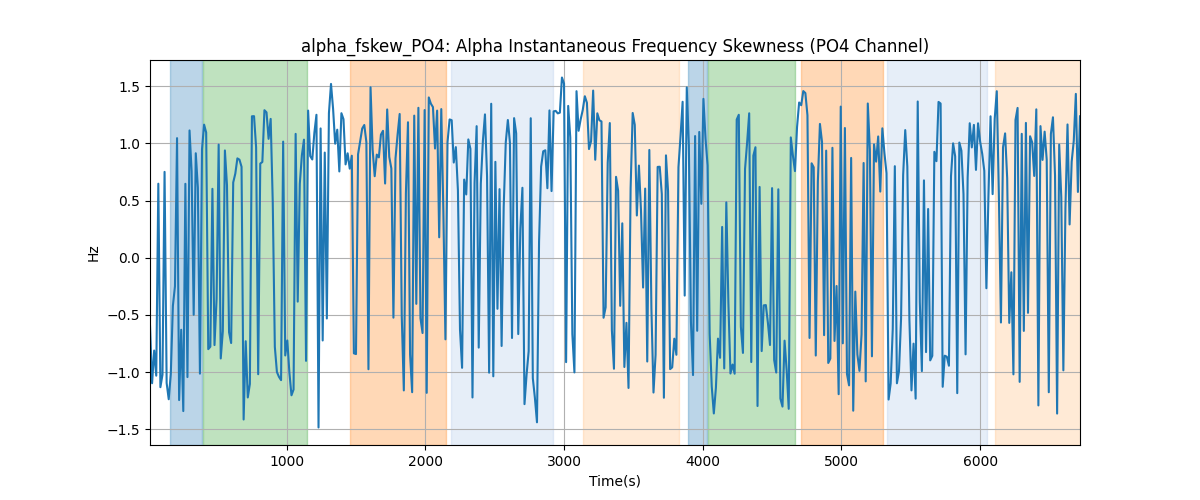 alpha_fskew_PO4: Alpha Instantaneous Frequency Skewness (PO4 Channel)
1.5
1.0
0.5
0.0
−0.5
−1.0
−1.5
Hz
1000 2000 3000 4000 5000 6000
Time(s)